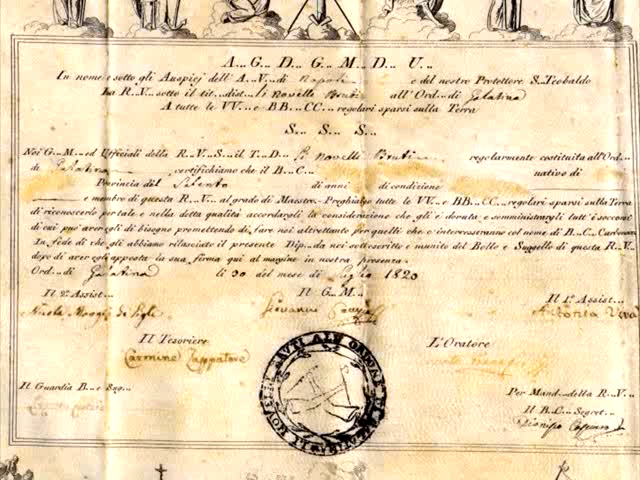 A... G... D... G... M... D... U...
In nome e sotto gli Auspicj dell'A...V...di Napoli e del nostro Protettore S...Teobaldo
La R...V...sotto il tit...dist...li Novelli Bruti all'Ord...di Galatina
A tutte le VV...e BB...CC...regolari sparsi sulla Terra
S... S... S...
Noi G...M...ed Ufficiali della R...V...S...il T...D... li Novelli Bruti regolarmente costituita all'Ord...
di Galatina certifichiamo che il B...C... nativo di
Provincia del Salento di anni di condizione
e membro di questa R...V...al grado di Maestro. Preghiamo tutte le VV...e BB...CC...regolari sparsi sulla Terra
di riconoscerlo per tale e nella detta qualità accordargli la considerazione che gli è dovuta e somministrargli tutt'i soccorsi
di cui può aver gli di bisogno promettendo di fare noi altrettanto per quelli che c'interesseranno col nome di B...C...Carbonari
In fede di che gli abbiamo rilasciato il presente Dip...da noi sottoscritto e munito del Bollo e Suggello di questa R...V...
dopo di avergli apposta la sua firma qui al margine in nostra presenza
Ord...di Galatina li 30 del mese di Luglio 1820
Il 2° Assist... Il G...M... Il 1° Assist...
Giovanni
Il Tesoriere L'Oratore
Carmine Zappatore
Il Guardia B...e Sug... Per Mand...della R...V...
Il B...C...Segret...